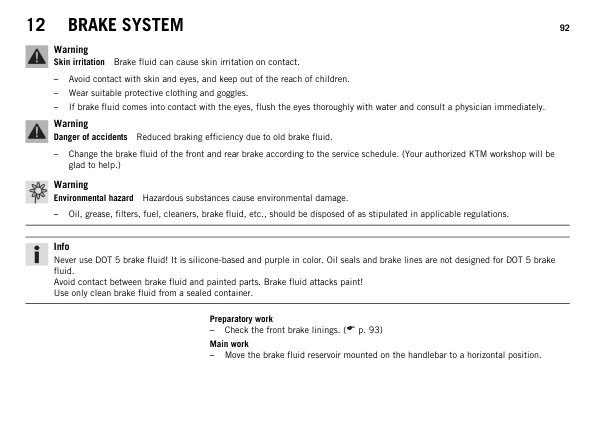 12 BRAKE SYSTEM 92
Warning
Skin irritation Brake fluid can cause skin irritation on contact.
– Avoid contact with skin and eyes, and keep out of the reach of children.
– Wear suitable protective clothing and goggles.
– If brake fluid comes into contact with the eyes, flush the eyes thoroughly with water and consult a physician immediately.
Warning
Danger of accidents Reduced braking efficiency due to old brake fluid.
– Change the brake fluid of the front and rear brake according to the service schedule. (Your authorized KTM workshop will be
glad to help.)
Warning
Environmental hazard Hazardous substances cause environmental damage.
– Oil, grease, filters, fuel, cleaners, brake fluid, etc., should be disposed of as stipulated in applicable regulations.
Info
Never use DOT 5 brake fluid! It is silicone-based and purple in color. Oil seals and brake lines are not designed for DOT 5 brake
fluid.
Avoid contact between brake fluid and painted parts. Brake fluid attacks paint!
Use only clean brake fluid from a sealed container.
Preparatory work
– Check the front brake linings. (☛ p. 93)
Main work
– Move the brake fluid reservoir mounted on the handlebar to a horizontal position.